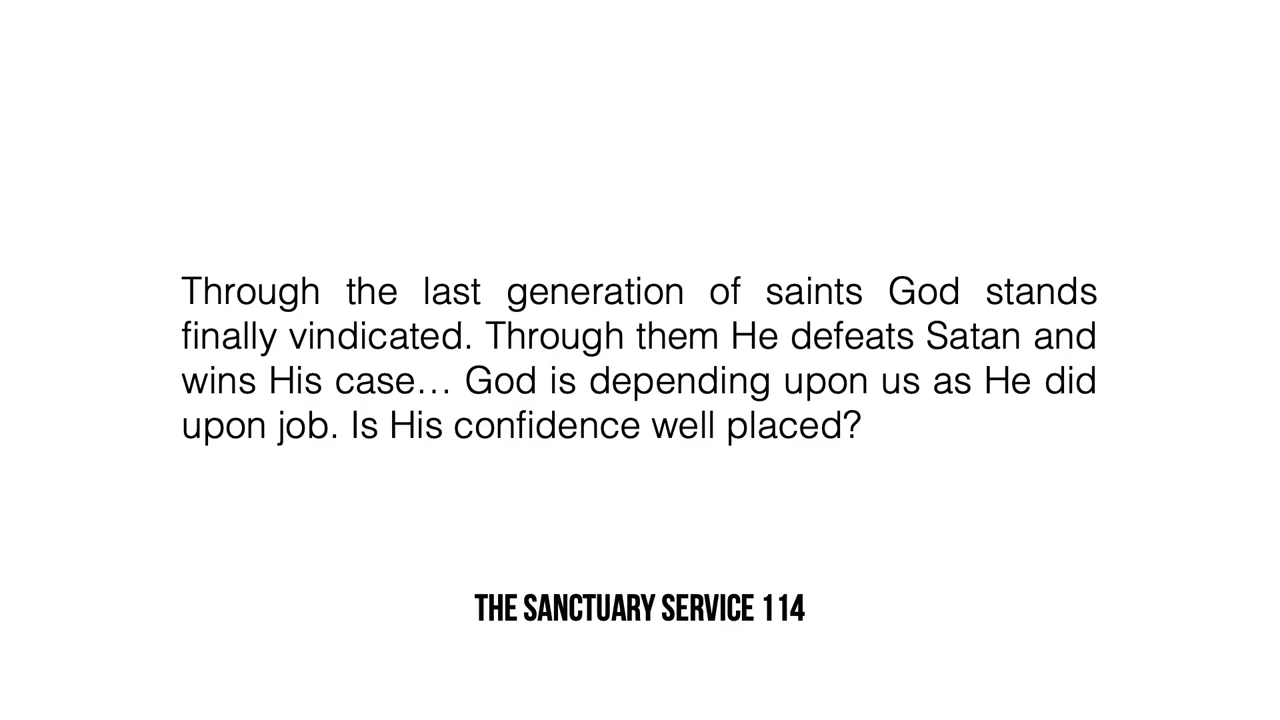 Through the last generation of saints God stands
finally vindicated. Through them He defeats Satan and
wins His case… God is depending upon us as He did
upon job. Is His confidence well placed?
THE SANCTUARY SERVICE 114